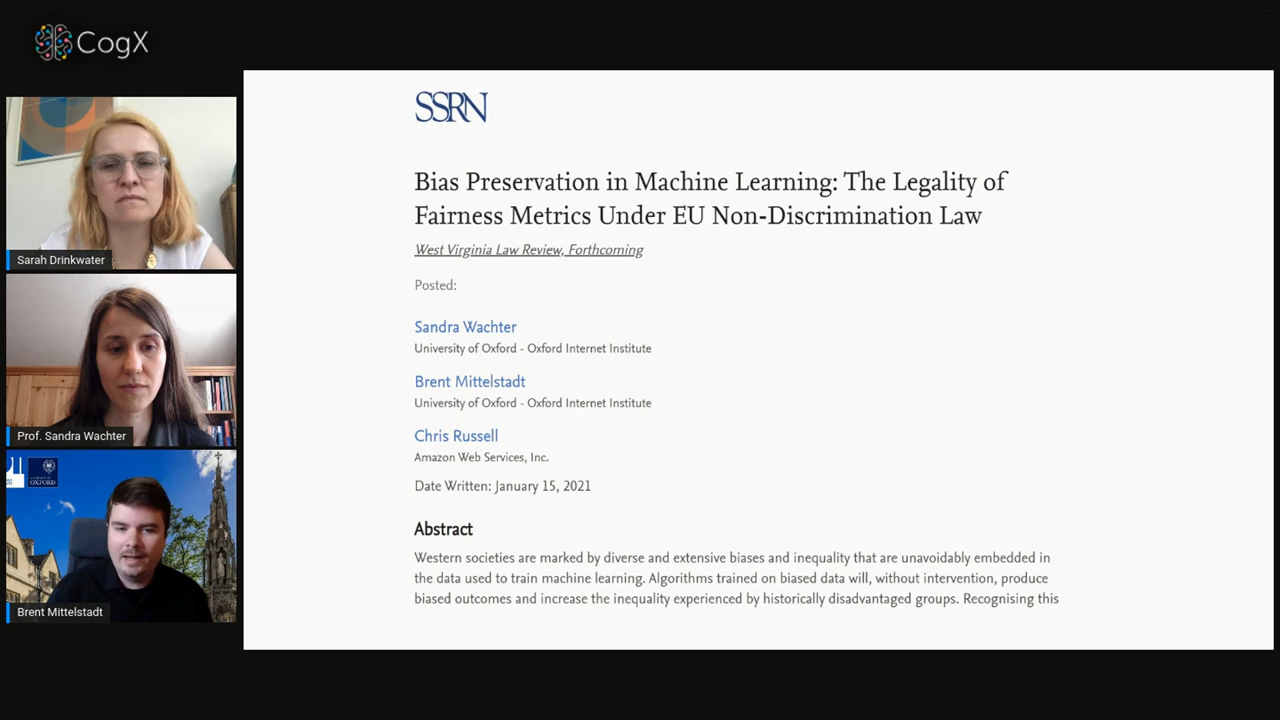 CogX
Sarah Drinkwater
Prof. Sandra Wachter
OXFORD
Brent Mittelstadt
SSRN
Bias Preservation in Machine Learning: The Legality of
Fairness Metrics Under EU Non-Discrimination Law
West Virginia Law Review, Forthcoming
Posted:
Sandra Wachter
University of Oxford - Oxford Internet Institute
Brent Mittelstadt
University of Oxford - Oxford Internet Institute
Chris Russell
Amazon Web Services, Inc.
Date Written: January 15, 2021
Abstract
Western societies are marked by diverse and extensive biases and inequality that are unavoidably embedded in
the data used to train machine learning. Algorithms trained on biased data will, without intervention, produce
biased outcomes and increase the inequality experienced by historically disadvantaged groups. Recognising this